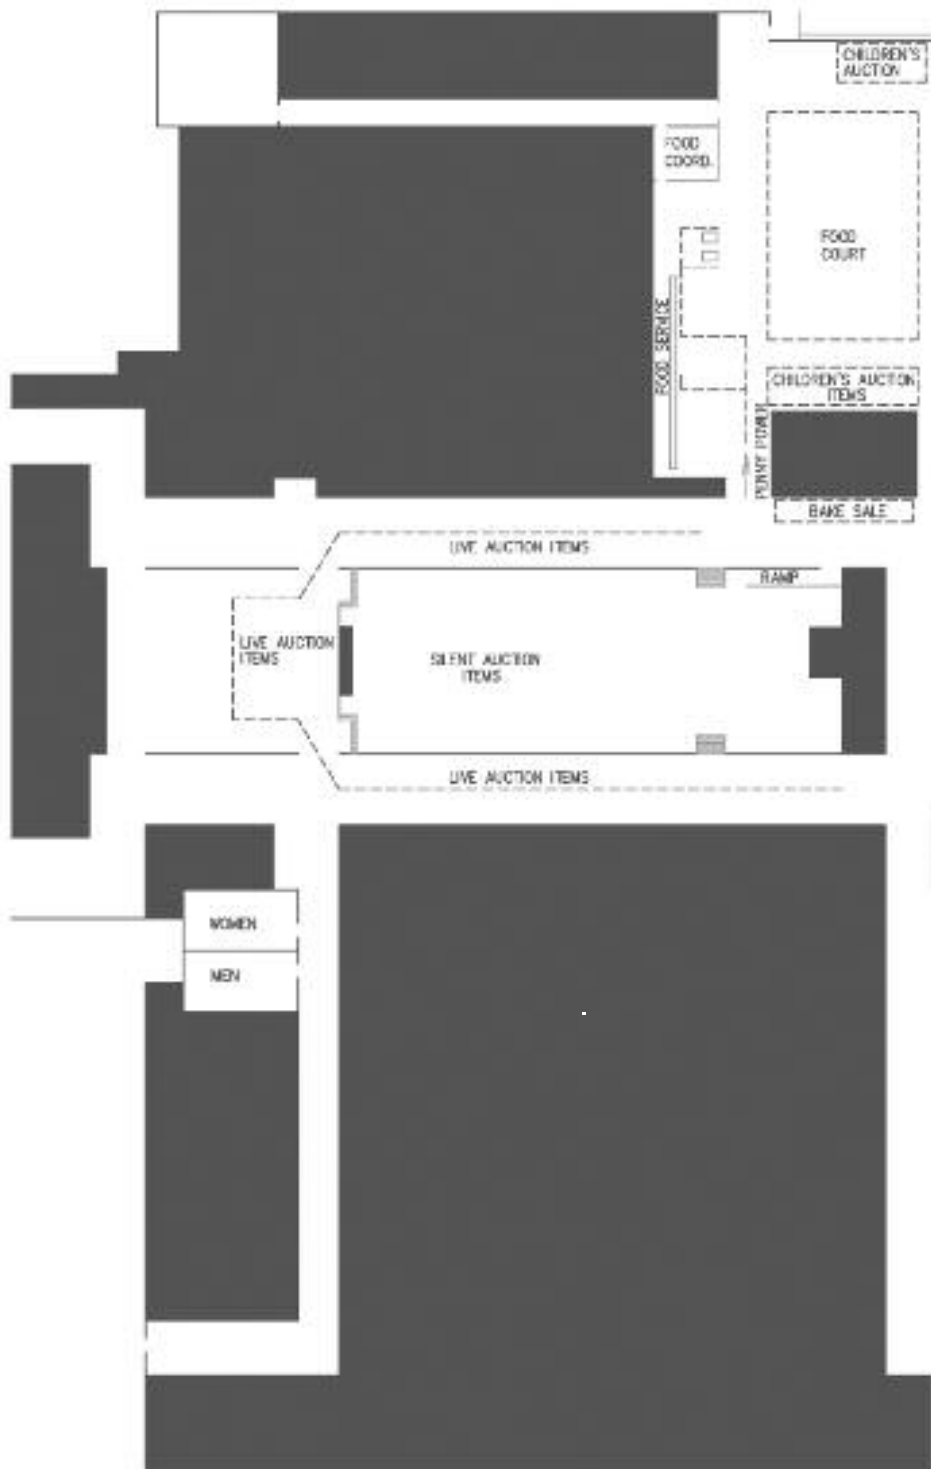 CHILDREN'S
AUCTION
FOOD
COORD.
FOOD
COURT
FOOD SERVICE
CHILDREN'S AUCTION
ITEMS
PENNY POWER
BAKE SALE
LIVE AUCTION ITEMS
RAMP
LIVE AUCTION
ITEMS
SILENT AUCTION
ITEMS
LIVE AUCTION ITEMS
WOMEN
MEN